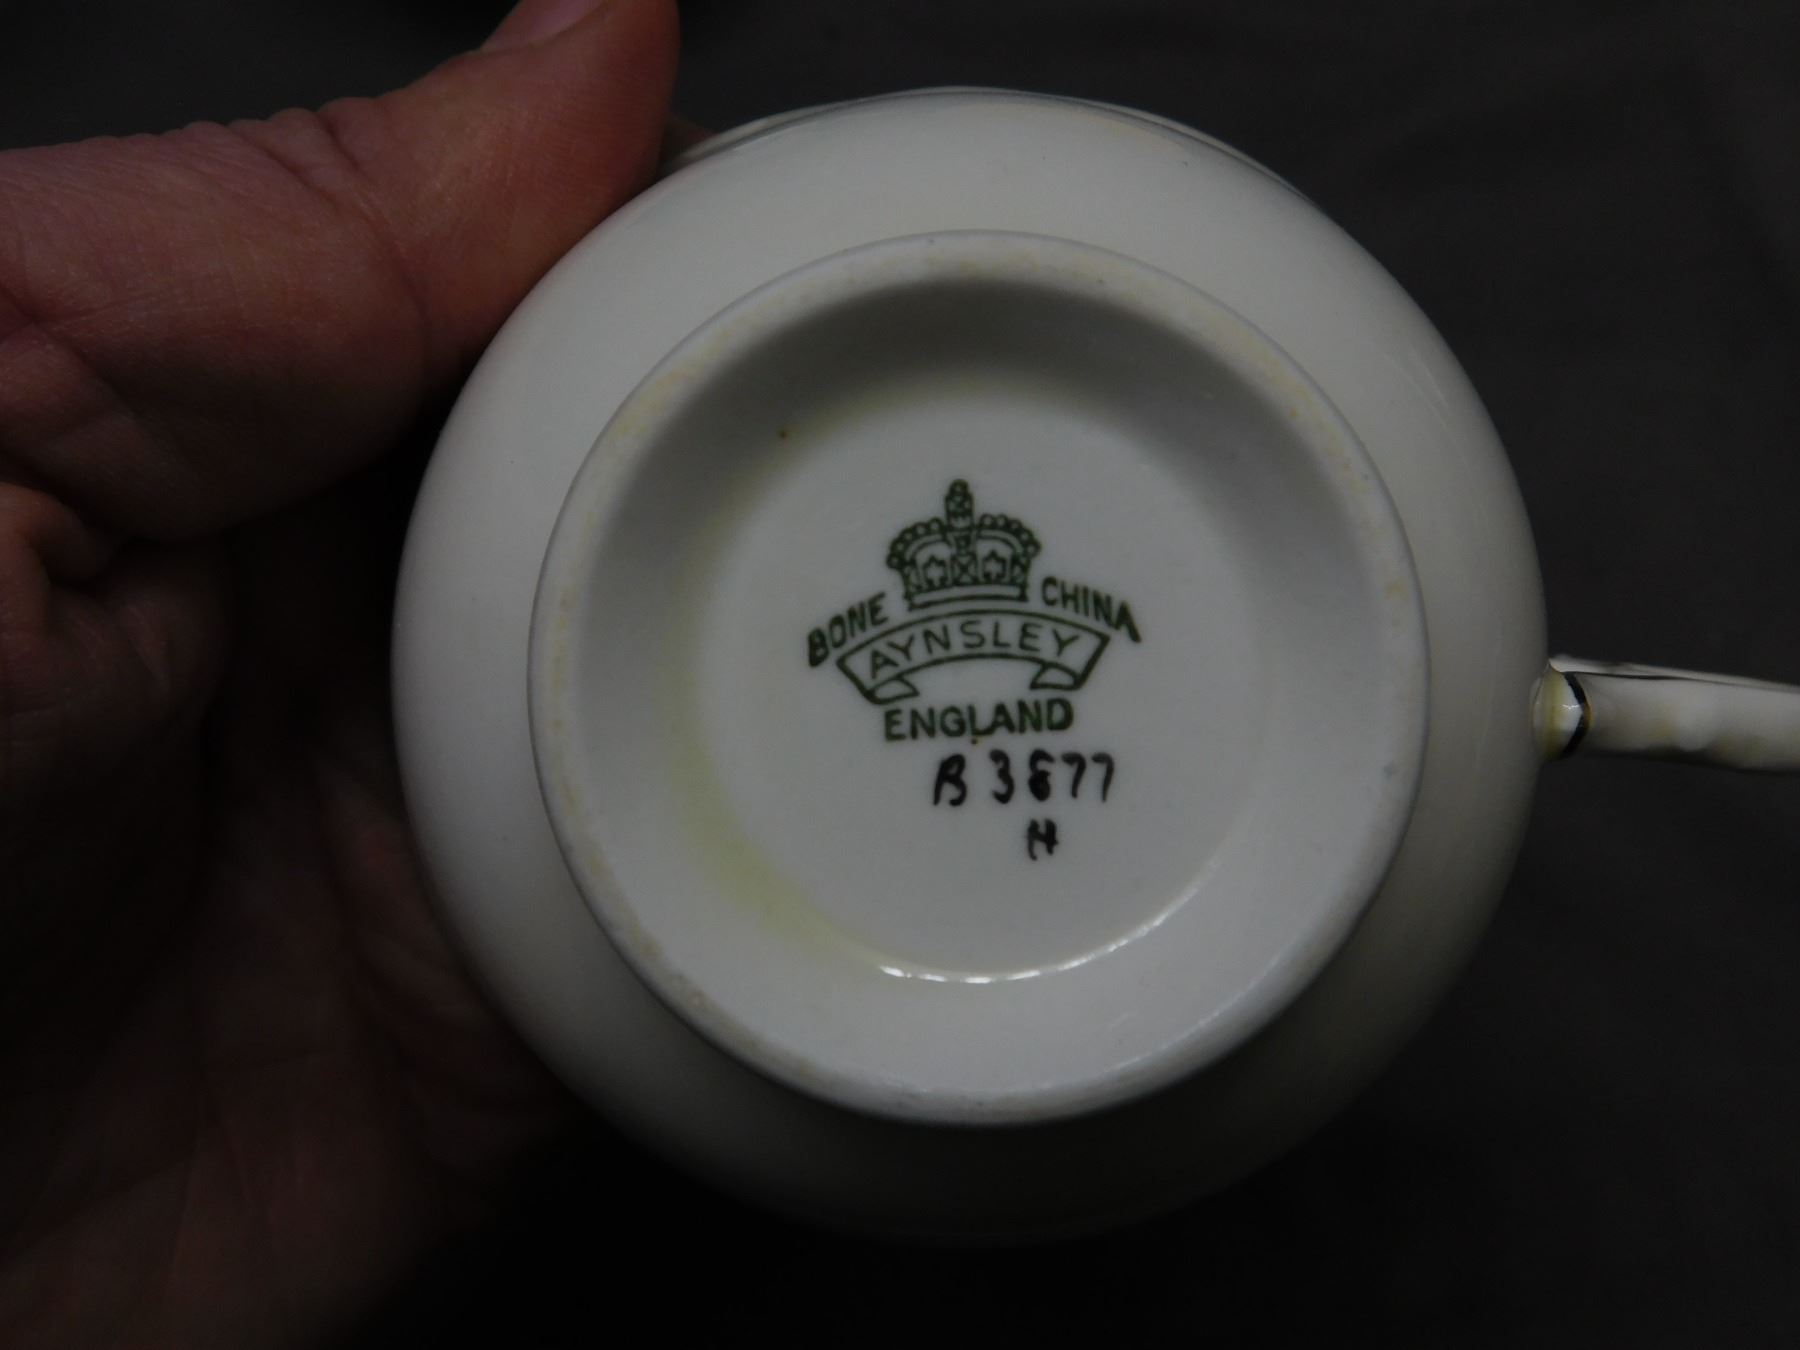 BONE CHINA
AYNSLEY
ENGLAND
B 3877
H